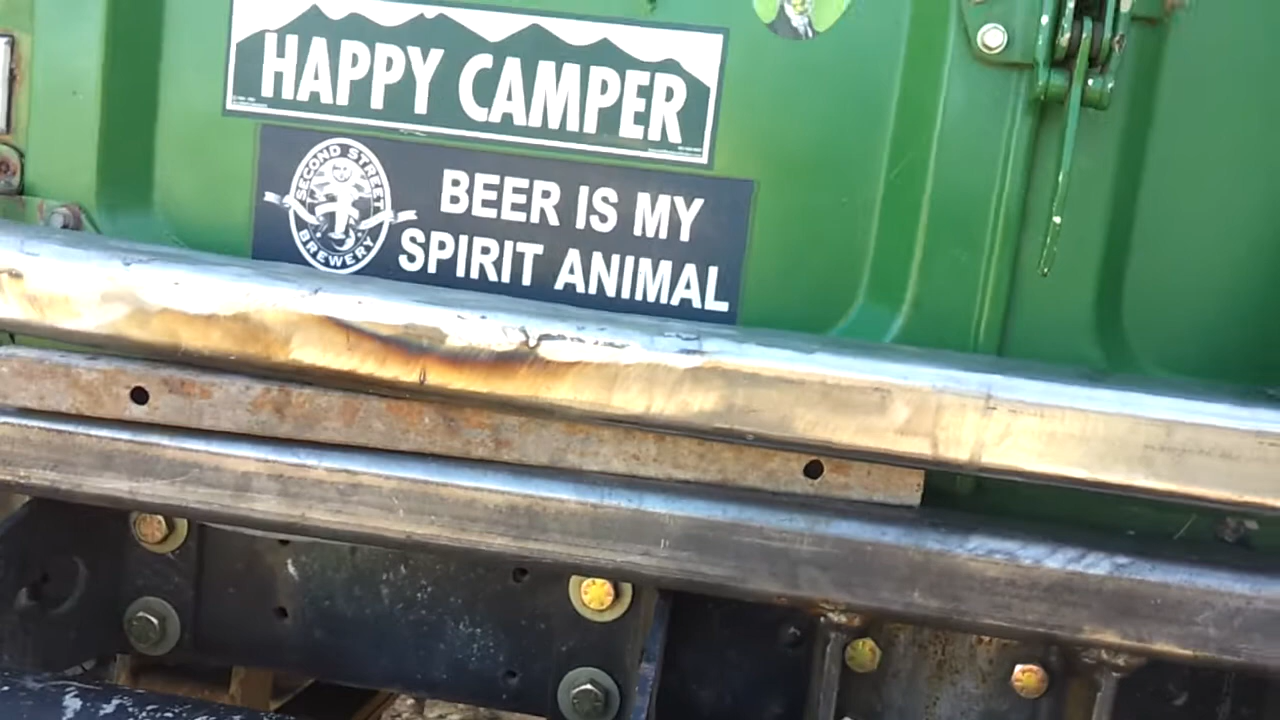 HAPPY CAMPER
SECOND STREET
BREWERY
BEER IS MY
SPIRIT ANIMAL